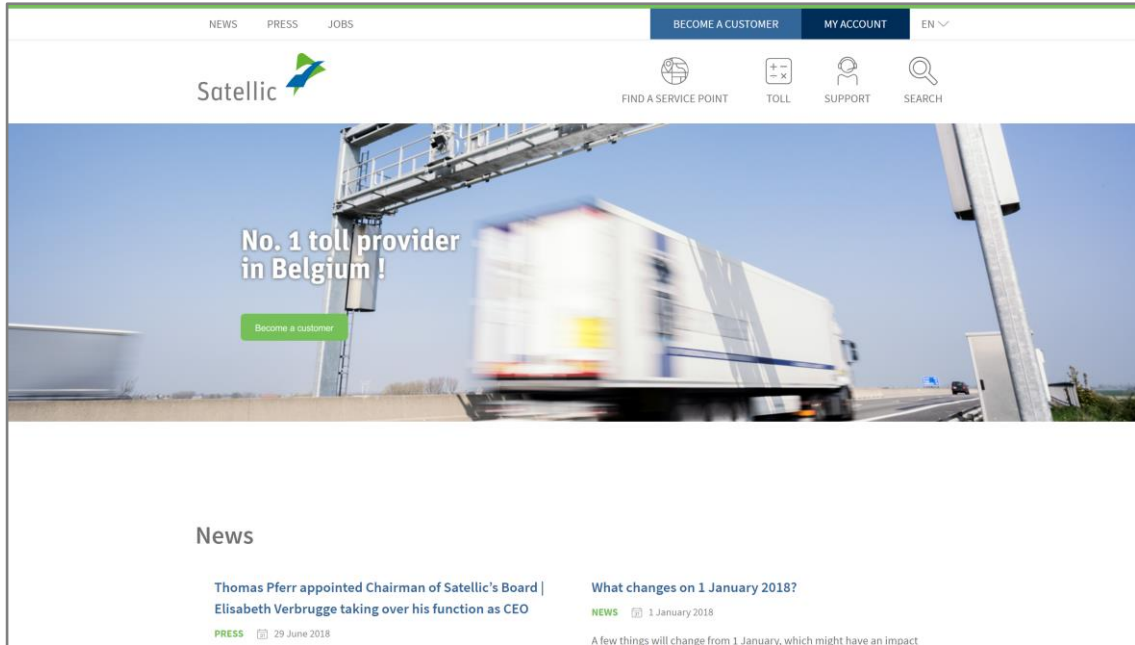 NEWS PRESS JOBS BECOME A CUSTOMER MY ACCOUNT EN
Satellic
FIND A SERVICE POINT TOLL SUPPORT SEARCH
No. 1 toll provider
in Belgium !
Become a customer
News
Thomas Pferr appointed Chairman of Satellic's Board |
Elisabeth Verbrugge taking over his function as CEO
PRESS 29 June 2018
What changes on 1 January 2018?
NEWS 1 January 2018
A few things will change from 1 January, which might have an impact